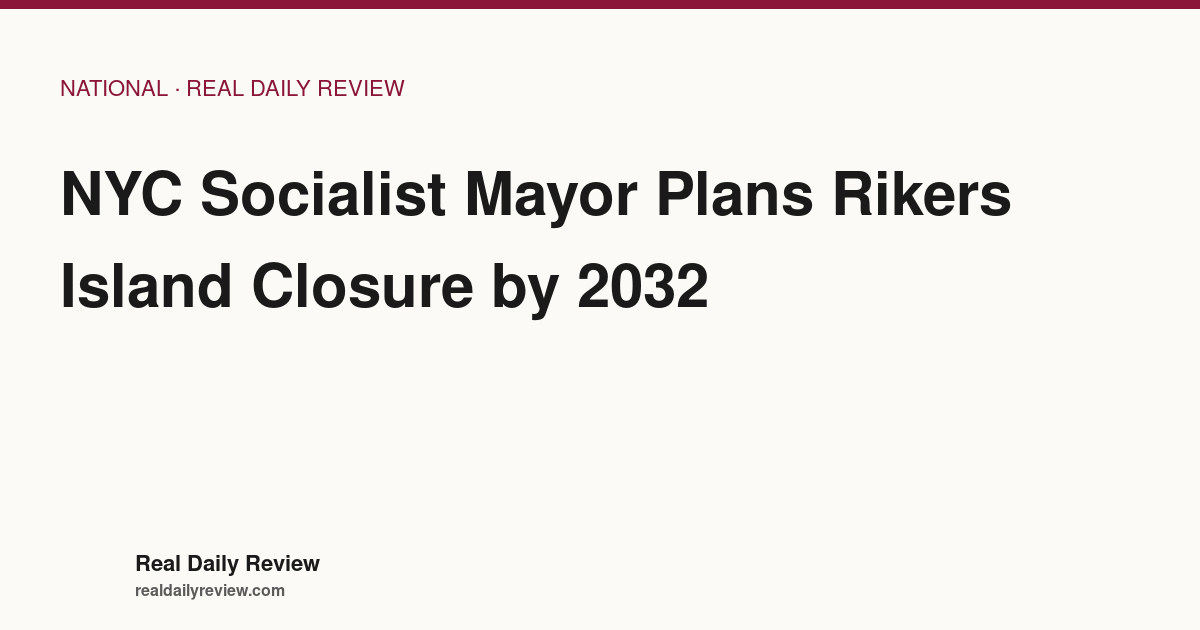 NATIONAL · REAL DAILY REVIEW
NYC Socialist Mayor Plans Rikers
Island Closure by 2032
Real Daily Review
realdailyreview.com